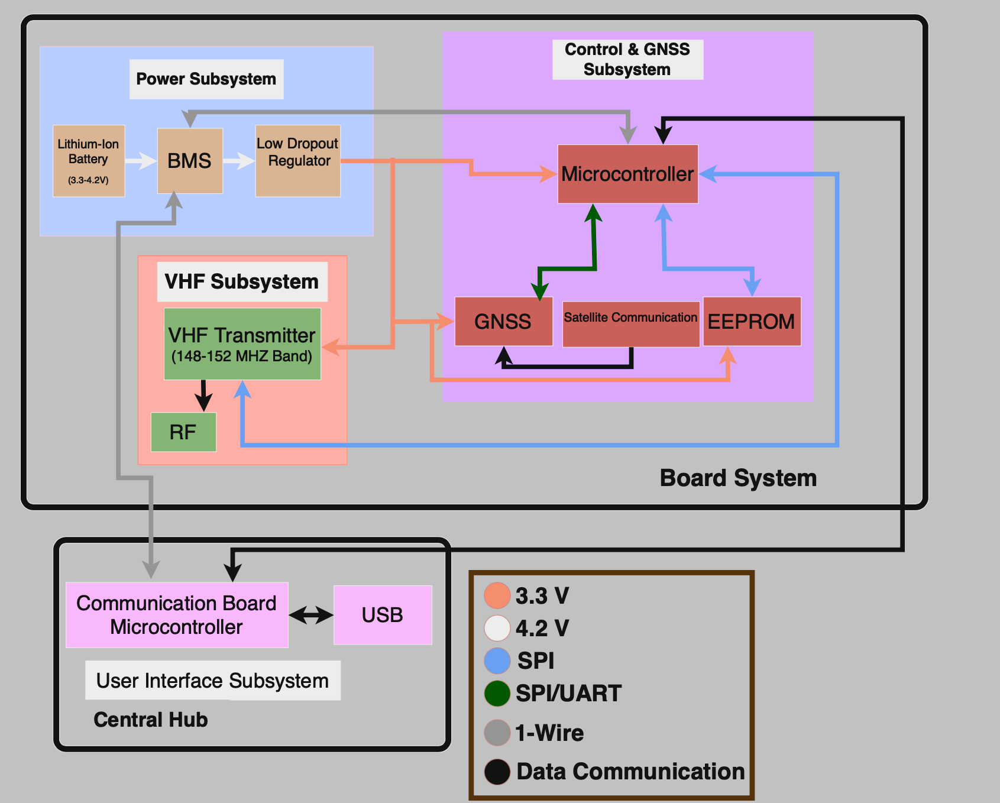 Power Subsystem
Control & GNSS
Subsystem
Lithium-Ion
Battery
(3.3-4.2V)
BMS
Low Dropout
Regulator
Microcontroller
VHF Subsystem
VHF Transmitter
(148-152 MHZ Band)
RF
GNSS
Satellite Communication
EEPROM
Board System
Communication Board
Microcontroller
USB
User Interface Subsystem
Central Hub
3.3 V
4.2 V
SPI
SPI/UART
1-Wire
Data Communication